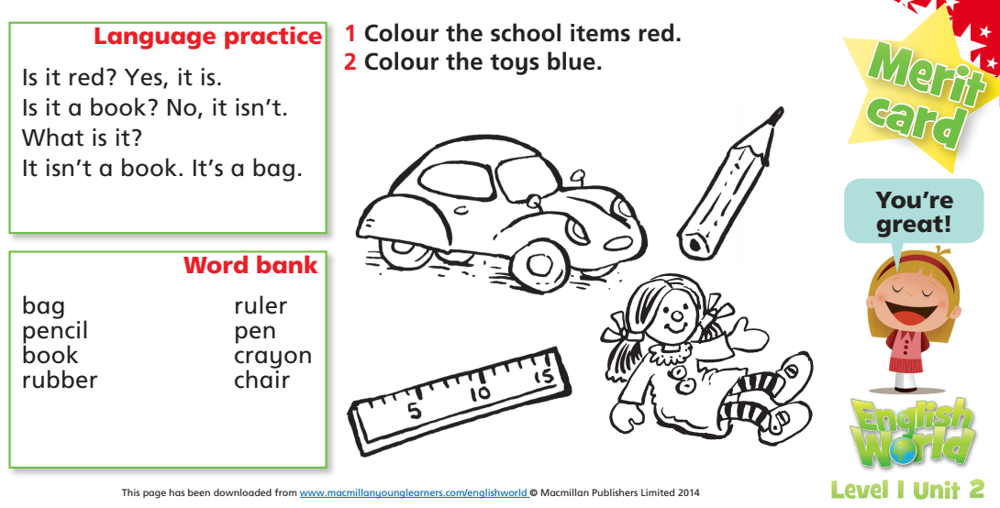 Language practice
Is it red? Yes, it is.
Is it a book? No, it isn't.
What is it?
It isn't a book. It's a bag.
Word bank
bag ruler
pencil pen
book crayon
rubber chair
1 Colour the school items red.
2 Colour the toys blue.
5 10 15
Merit
card
You're
great!
English
World
Level 1 Unit 2
This page has been downloaded from www.macmillanyounglearners.com/englishworld © Macmillan Publishers Limited 2014